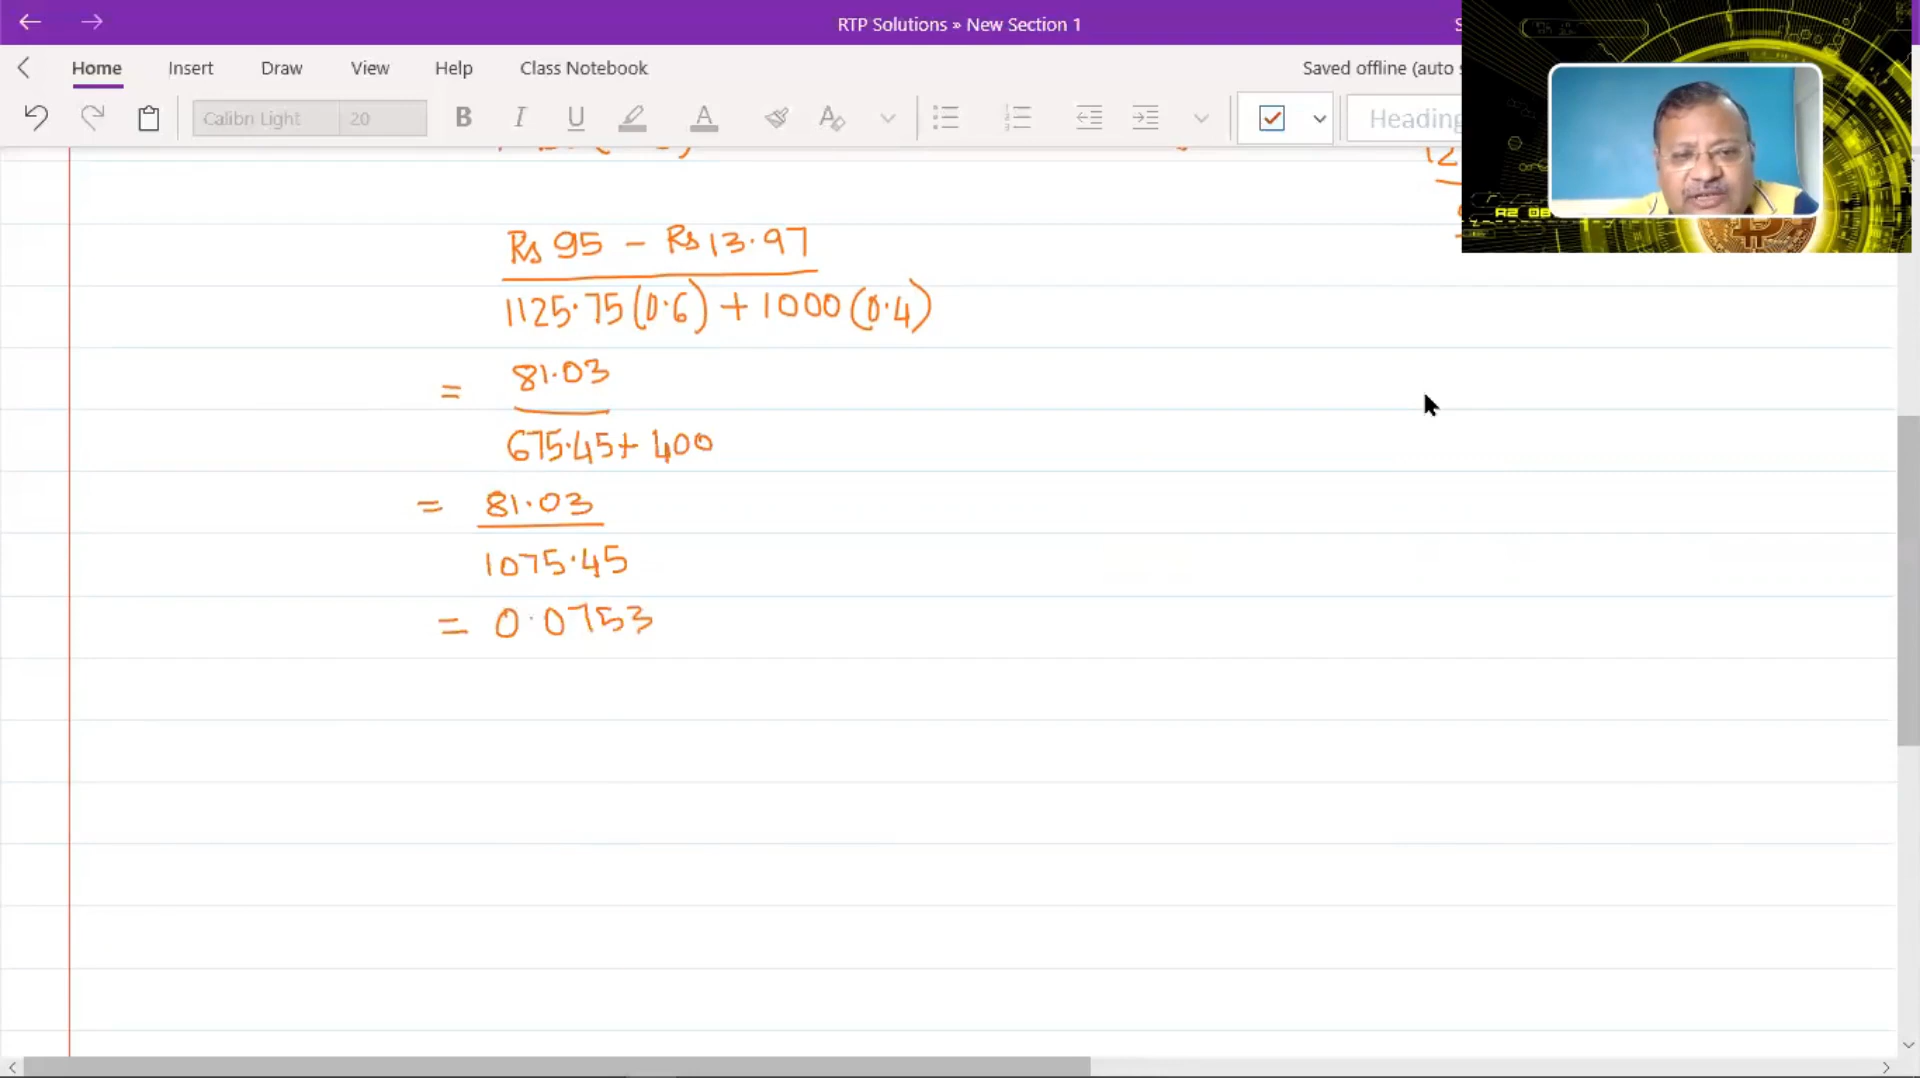 RTP Solutions » New Section 1
Home Insert Draw View Help Class Notebook
Saved offline (auto
Calibri Light 20
B I U A
Heading
12
Rs 95 - Rs 13.97
1125.75(0.6) + 1000(0.4)
= 81.03
675.45 + 400
= 81.03
1075.45
= 0.0753